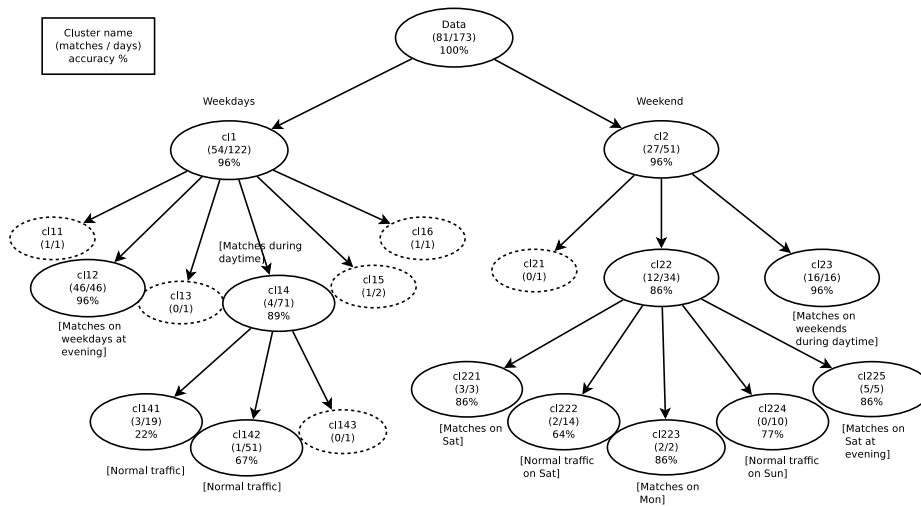 Cluster name
(matches / days)
accuracy %
Data
(81/173)
100%
Weekdays
Weekend
cl1
(54/122)
96%
cl2
(27/51)
96%
cl11
(1/1)
cl12
(46/46)
96%
[Matches on
weekdays at
evening]
cl13
(0/1)
[Matches during
daytime]
cl14
(4/71)
89%
cl15
(1/2)
cl16
(1/1)
cl21
(0/1)
cl22
(12/34)
86%
cl23
(16/16)
96%
[Matches on
weekends
during daytime]
cl141
(3/19)
22%
[Normal traffic]
cl142
(1/51)
67%
[Normal traffic]
cl143
(0/1)
cl221
(3/3)
86%
[Matches on
Sat]
cl222
(2/14)
64%
[Normal traffic
on Sat]
cl223
(2/2)
86%
[Matches on
Mon]
cl224
(0/10)
77%
[Normal traffic
on Sun]
cl225
(5/5)
86%
[Matches on
Sat at
evening]